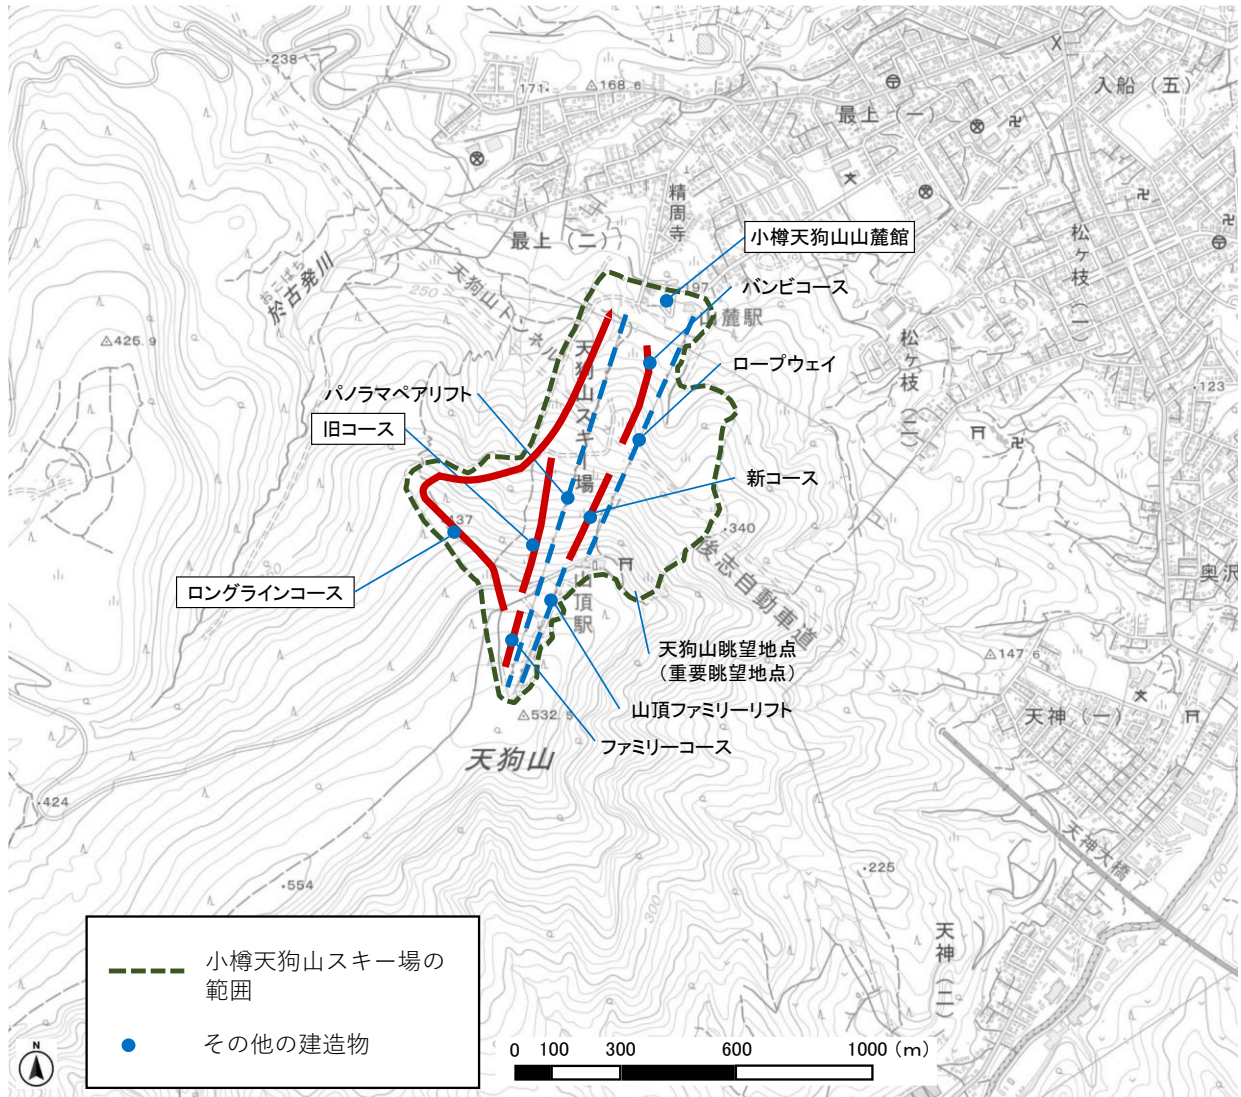 ・238
171・
△168.6
入船（五）
最上（一）
精周寺
小樽天狗山山麓館
最上（二）
松ヶ枝（一）
バンビコース
197
山麓駅
於古発川
おこばち
250
天狗山トンネル
△425.9
天狗山スキー場
松ヶ枝（二）
ロープウェイ
・123
パノラマペアリフト
旧コース
新コース
437
・340
後志自動車道
奥沢
ロングラインコース
山頂駅
天狗山眺望地点
（重要眺望地点）
△147.6
天神（一）
山頂ファミリーリフト
△532.5
ファミリーコース
天狗山
・424
天神大橋
・225
・554
300
100
天神（二）
小樽天狗山スキー場の
範囲
その他の建造物
N
0 100 300 600 1000（m）